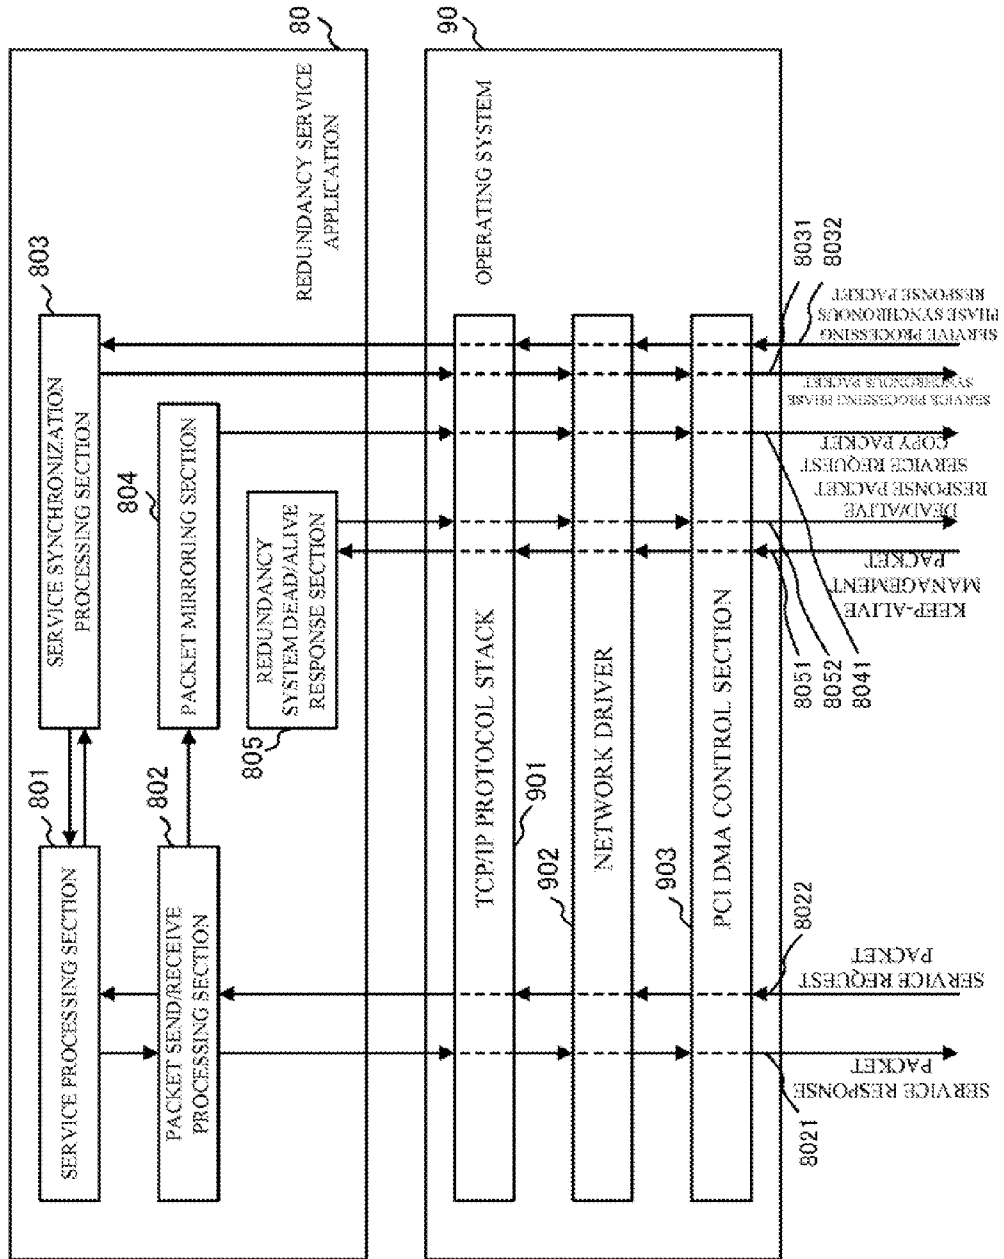 80
REDUNDANCY SERVICE
APPLICATION
803
SERVICE SYNCHRONIZATION
PROCESSING SECTION
804
PACKET MIRRORING SECTION
805
REDUNDANCY
SYSTEM DEAD/ALIVE
RESPONSE SECTION
801
SERVICE PROCESSING SECTION
802
PACKET SEND/RECEIVE
PROCESSING SECTION
90
OPERATING SYSTEM
TCP/IP PROTOCOL STACK
901
902
NETWORK DRIVER
903
PCI DMA CONTROL SECTION
8021
SERVICE RESPONSE
PACKET
8022
SERVICE REQUEST
PACKET
8051
8052
8041
KEEP-ALIVE
MANAGEMENT
PACKET
DEAD/ALIVE
RESPONSE PACKET
SERVICE REQUEST
COPY PACKET
SERVICE PROCESSING PHASE
SYNCHRONOUS PACKET
8031
8032
SERVIVE PROCESSING
PHASE SYNCHRONOUS
RESPONSE PACKET